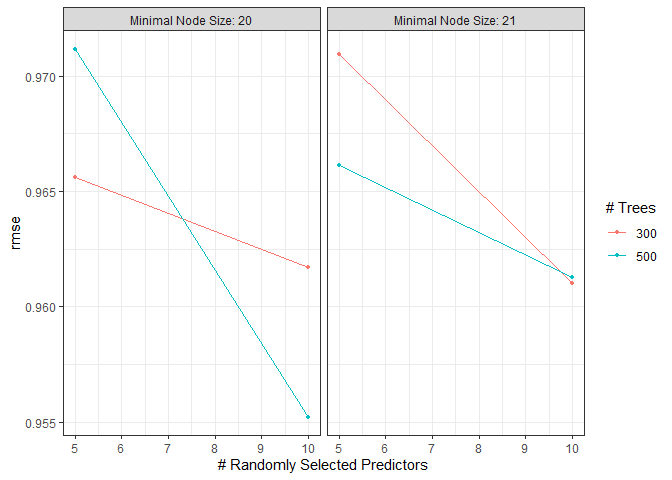 Minimal Node Size: 20
Minimal Node Size: 21
0.970
0.965
0.960
0.955
rmse
5 6 7 8 9 10
5 6 7 8 9 10
# Randomly Selected Predictors
# Trees
300
500